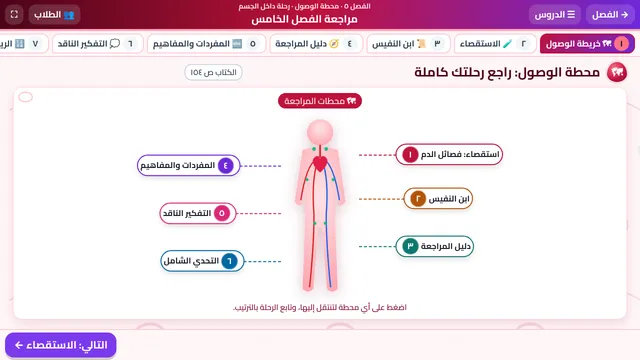 الفصل ٥ · محطة الوصول · رحلة داخل الجسم
مراجعة الفصل الخامس
→ الفصل
☰ الدروس
👥 الطلاب
١ 🗺 خريطة الوصول
٢ 🧪 الاستقصاء
٣ 📜 ابن النفيس
٤ 🧭 دليل المراجعة
٥ 🔤 المفردات والمفاهيم
٦ 💭 التفكير الناقد
٧ 🔢
محطة الوصول: راجع رحلتك كاملة
الكتاب ص ١٥٤
🗺 محطات المراجعة
١ استقصاء: فصائل الدم
٢ ابن النفيس
٣ دليل المراجعة
٤ المفردات والمفاهيم
٥ التفكير الناقد
٦ التحدي الشامل
اضغط على أي محطة لتنتقل إليها، وتابع الرحلة بالترتيب.
التالي: الاستقصاء ←